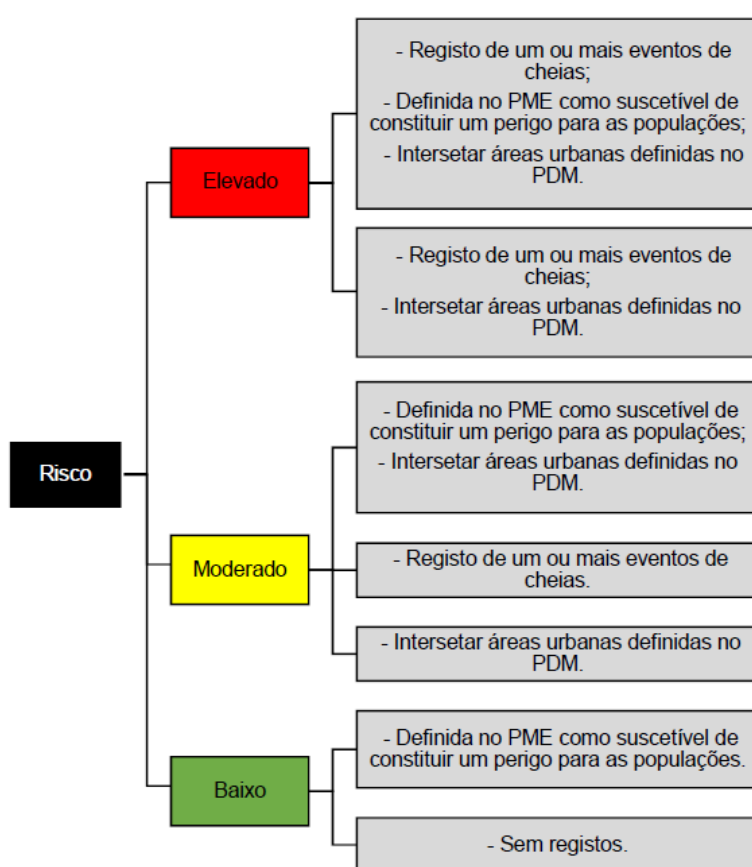 - Registo de um ou mais eventos de
cheias;
- Definida no PME como suscetível de
constituir um perigo para as populações;
- Intersetar áreas urbanas definidas no
PDM.
Elevado
- Registo de um ou mais eventos de
cheias;
- Intersetar áreas urbanas definidas no
PDM.
Risco
- Definida no PME como suscetível de
constituir um perigo para as populações;
- Intersetar áreas urbanas definidas no
PDM.
Moderado
- Registo de um ou mais eventos de
cheias.
- Intersetar áreas urbanas definidas no
PDM.
Baixo
- Definida no PME como suscetível de
constituir um perigo para as populações.
- Sem registos.